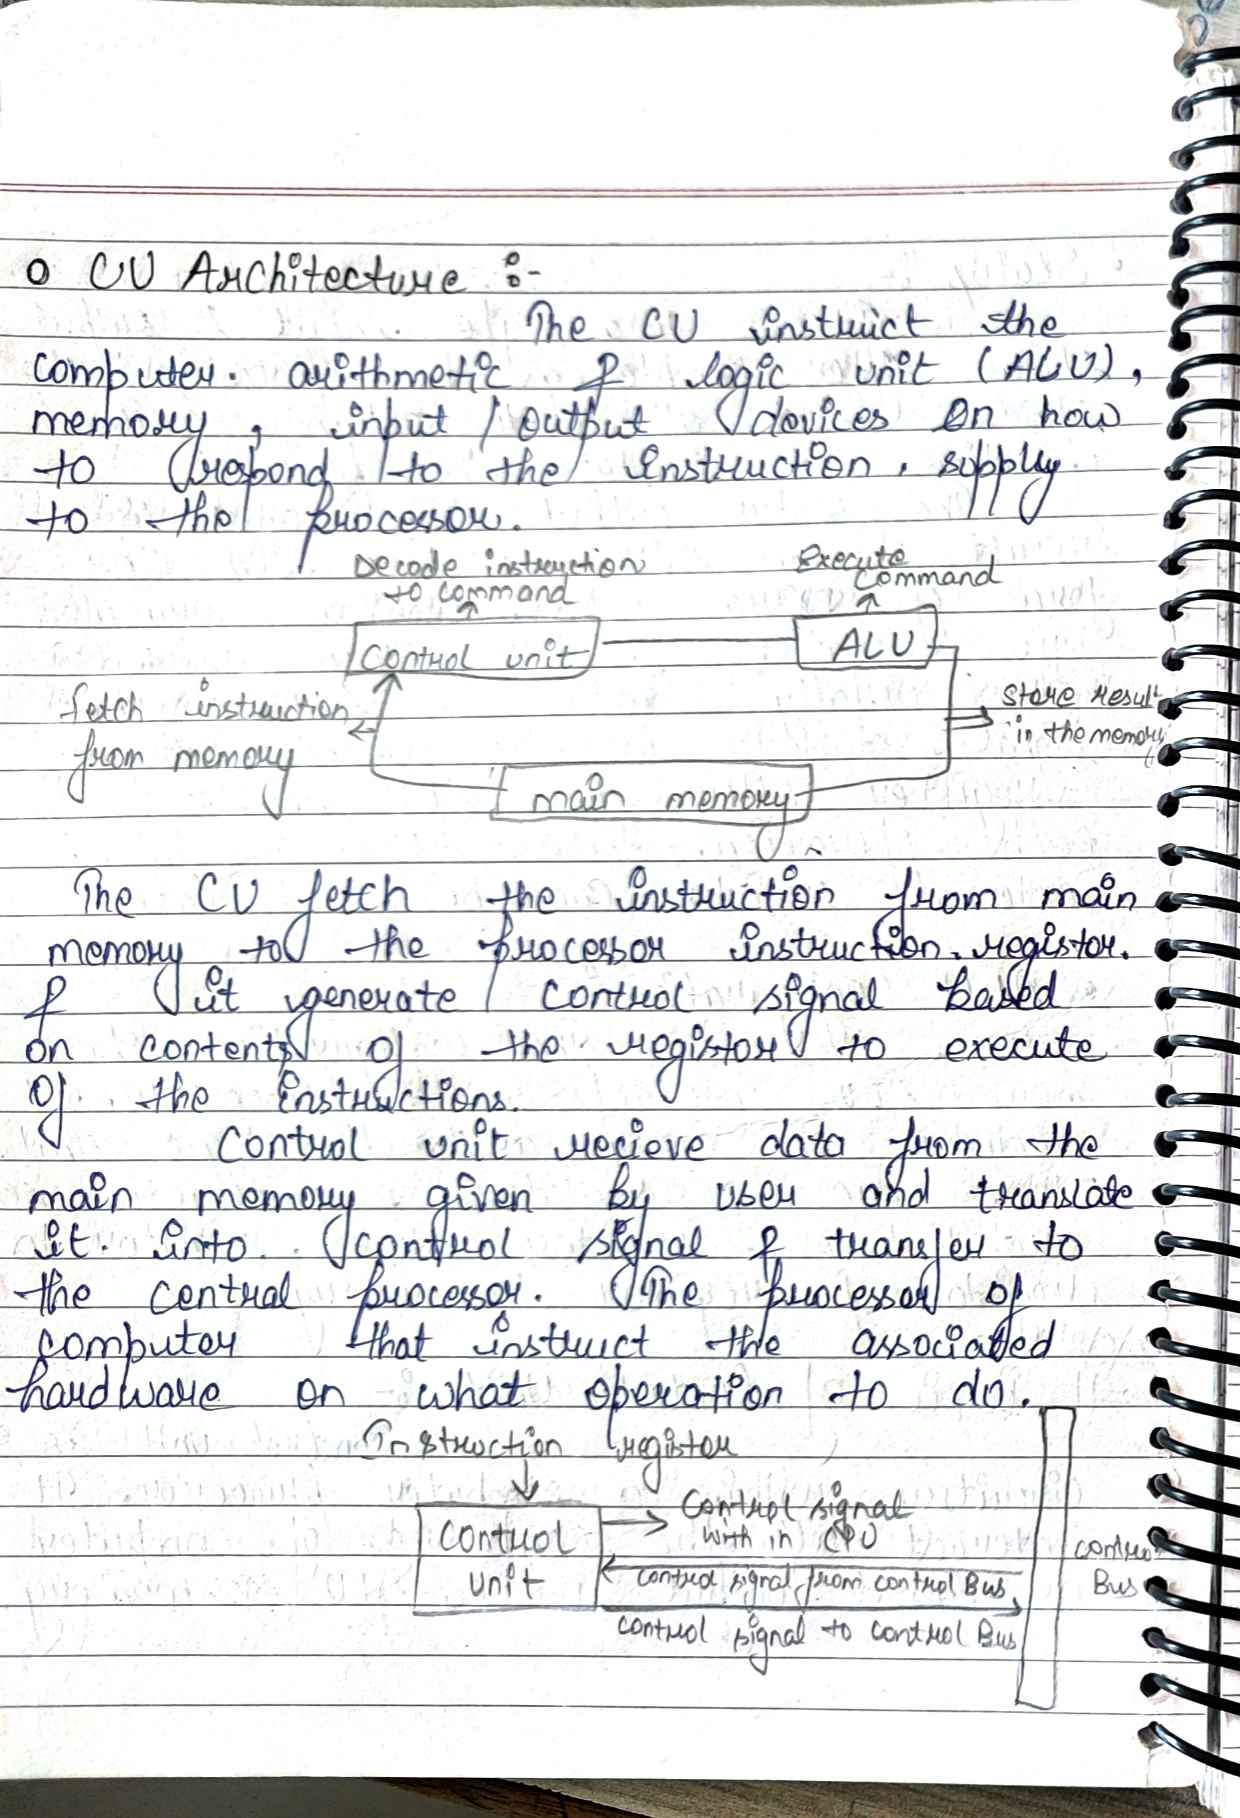 o CU Architecture :-
The CU instruct the
computer. arithmetic & logic unit (ALU),
memory, input / output devices on how
to respond to the instruction, supply
to the processor.
Decode instruction
to command
Execute
Command
Control unit
ALU
fetch instruction
from memory
Store result
in the memory
main memory
The CU fetch the instruction from main
memory to the processor instruction register.
& it generate control signal based
on contents of the register to execute
of the instructions.
Control unit recieve data from the
main memory given by user and translate
it into control signal & transfer to
the central processor. The processor of
computer that instruct the associated
hardware on what operation to do.
Instruction register
Control
unit
Control signal
with in CPU
control signal from control Bus
control signal to control Bus
control
Bus